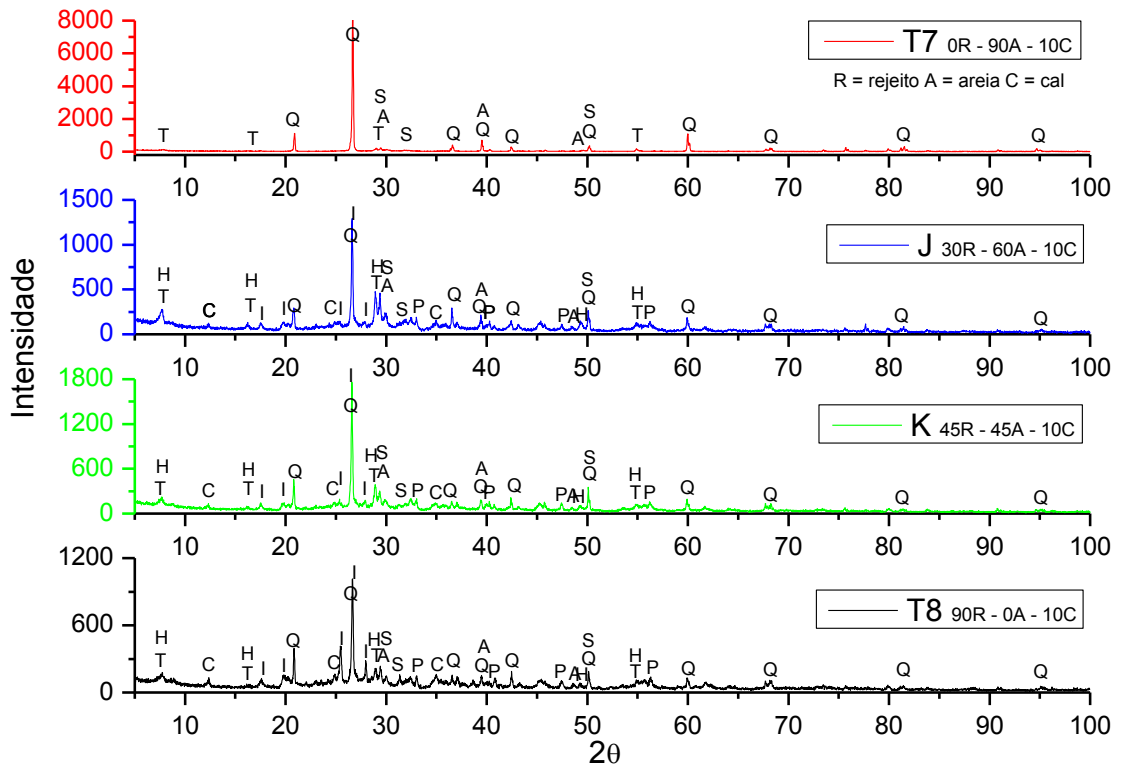 Intensidade
8000
6000
4000
2000
0
T7 0R - 90A - 10C
R = rejeito A = areia C = cal
T T Q Q S A T S Q A Q Q A S Q T Q Q Q Q
10 20 30 40 50 60 70 80 90 100
1500
1000
500
0
J 30R - 60A - 10C
H T C C H T I I Q C I I Q I H T S A S P C Q A Q P Q P A H S Q H T P Q Q Q Q
10 20 30 40 50 60 70 80 90 100
1800
1200
600
0
K 45R - 45A - 10C
H T C H T I I Q C I I Q I H T S A S P C Q A Q P Q P A H S Q H T P Q Q Q Q
10 20 30 40 50 60 70 80 90 100
1200
600
0
T8 90R - 0A - 10C
H T C H T I I Q C I I Q I H T S A S P C Q A Q P Q P A H S Q H T P Q Q Q Q
10 20 30 40 50 60 70 80 90 100
2θ